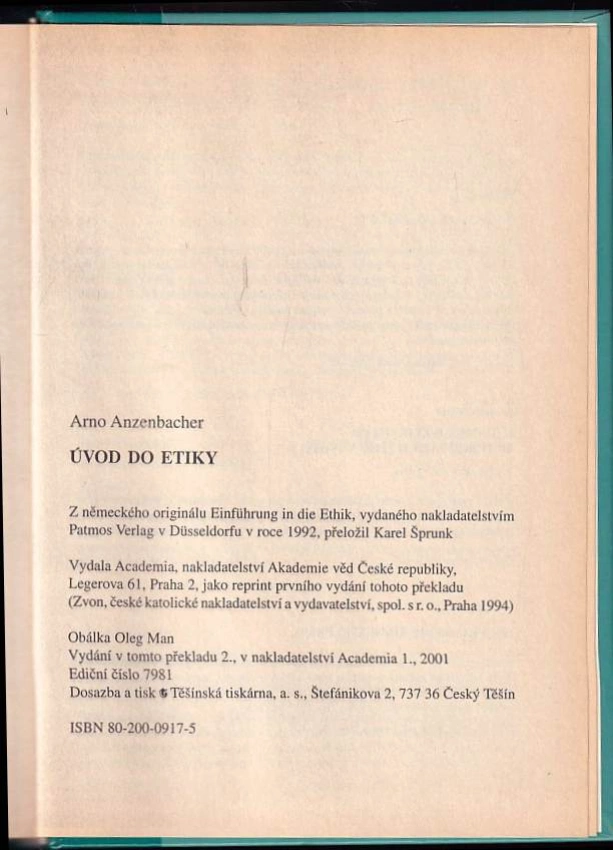 Arno Anzenbacher
ÚVOD DO ETIKY
Z německého originálu Einführung in die Ethik, vydaného nakladatelstvím
Patmos Verlag v Düsseldorfu v roce 1992, přeložil Karel Šprunk
Vydala Academia, nakladatelství Akademie věd České republiky,
Legerova 61, Praha 2, jako reprint prvního vydání tohoto překladu
(Zvon, české katolické nakladatelství a vydavatelství, spol. s r. o., Praha 1994)
Obálka Oleg Man
Vydání v tomto překladu 2., v nakladatelství Academia 1., 2001
Ediční číslo 7981
Dosazba a tisk Těšínská tiskárna, a. s., Štefánikova 2, 737 36 Český Těšín
ISBN 80-200-0917-5